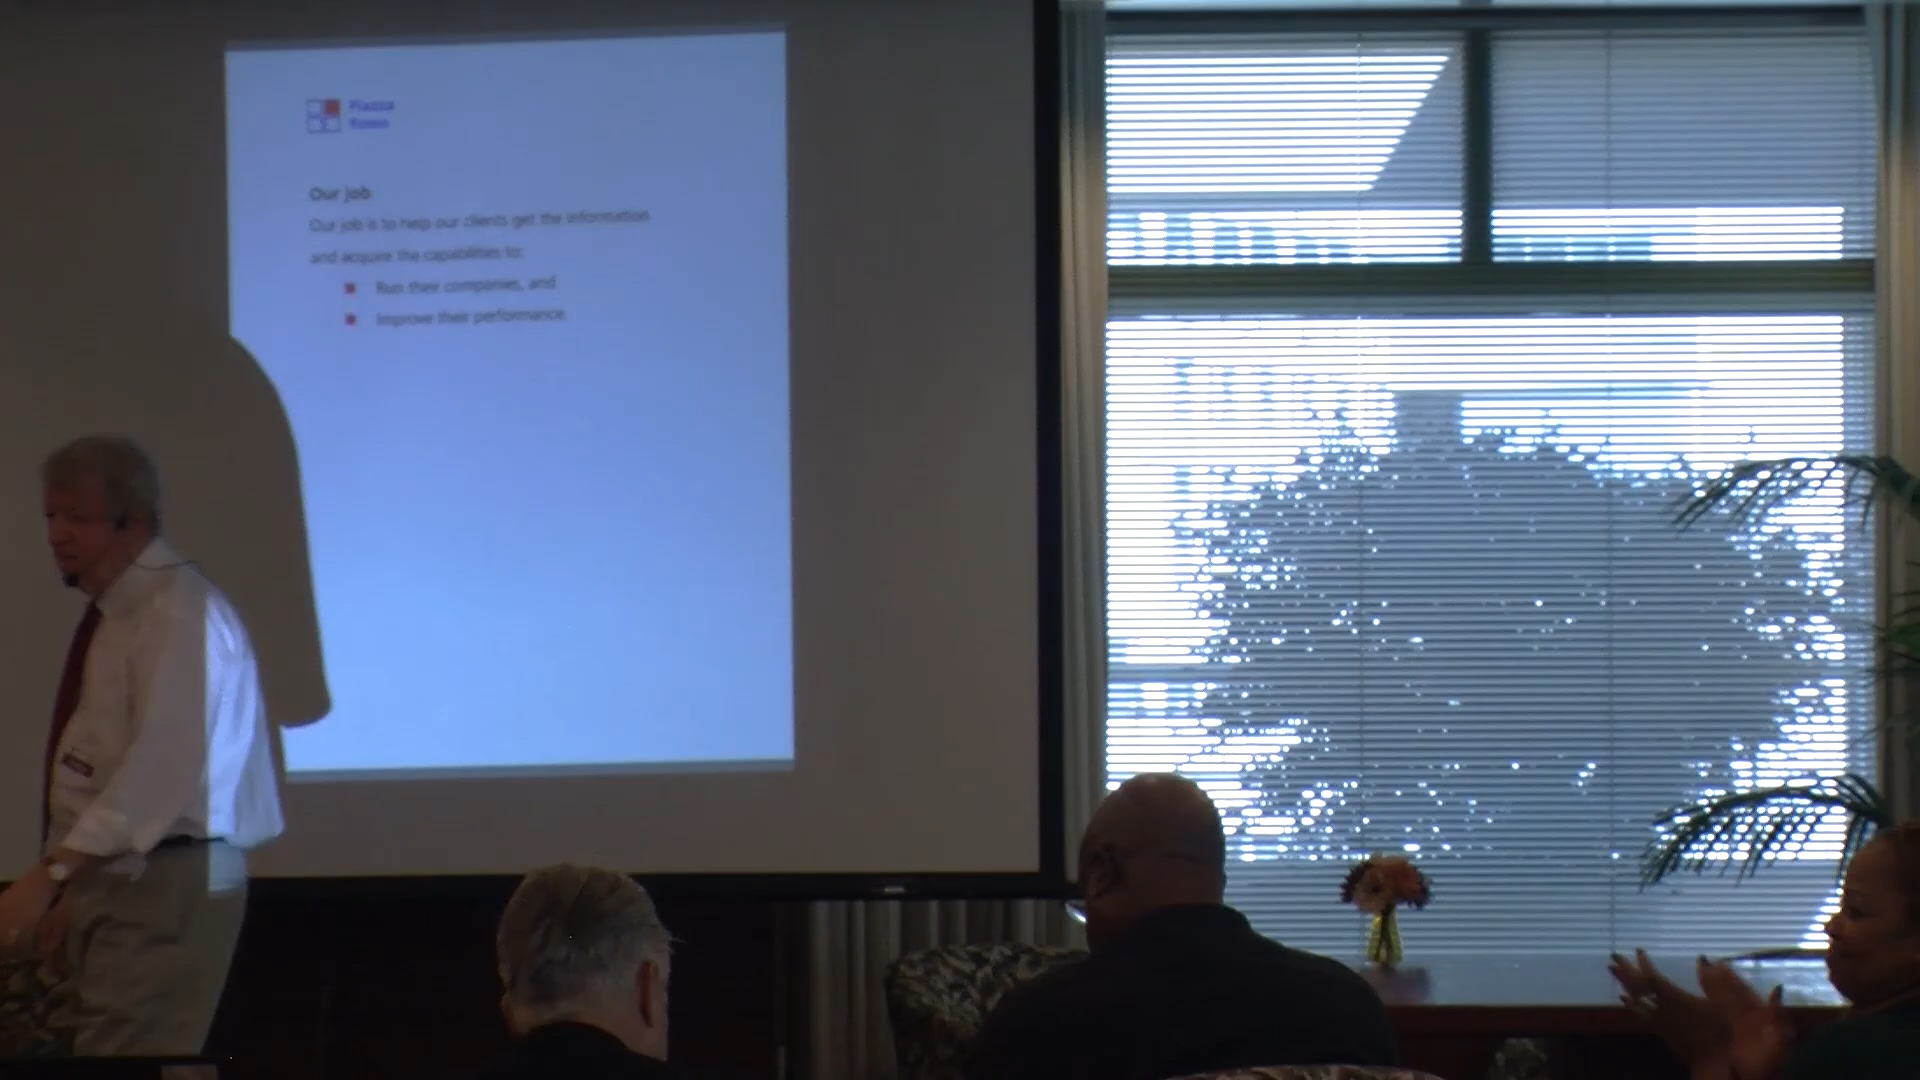 Piazza
Rosso
Our job
Our job is to help our clients get the information
and acquire the capabilities to:
Run their companies, and
Improve their performance.